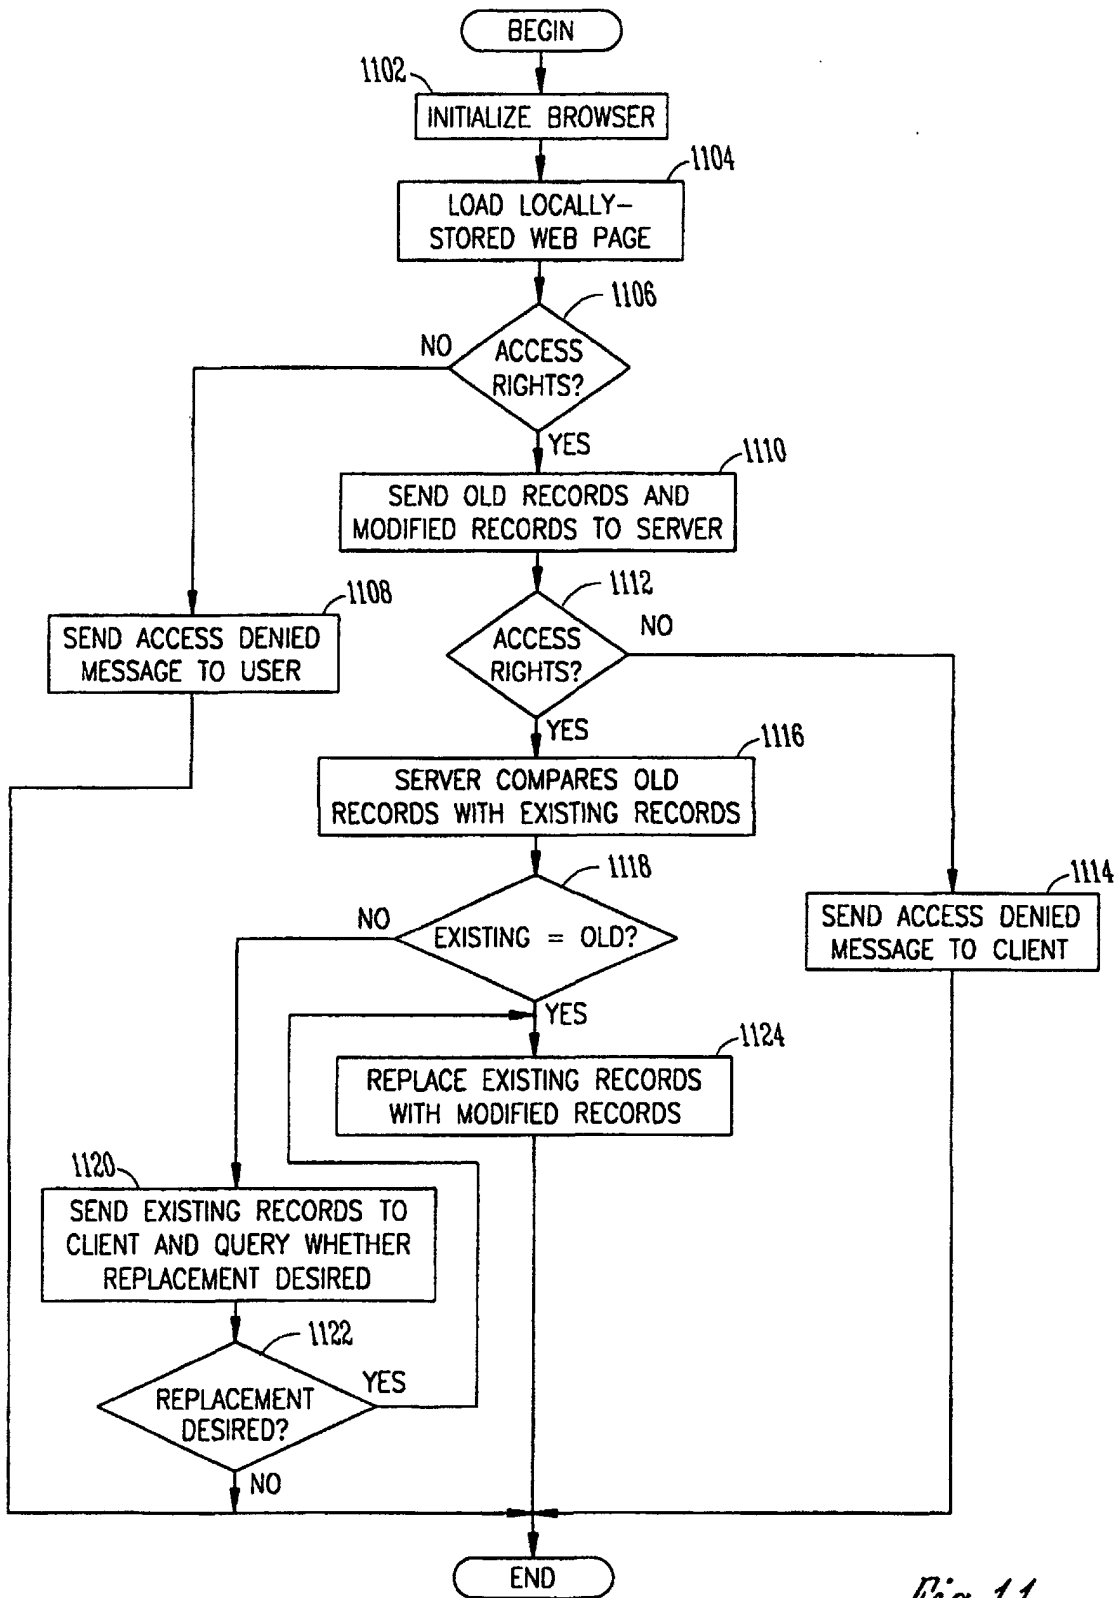 BEGIN
1102
INITIALIZE BROWSER
1104
LOAD LOCALLY-
STORED WEB PAGE
1106
NO
ACCESS
RIGHTS?
YES
1110
SEND OLD RECORDS AND
MODIFIED RECORDS TO SERVER
1108
SEND ACCESS DENIED
MESSAGE TO USER
1112
NO
ACCESS
RIGHTS?
YES
1116
SERVER COMPARES OLD
RECORDS WITH EXISTING RECORDS
1118
NO
EXISTING = OLD?
YES
1114
SEND ACCESS DENIED
MESSAGE TO CLIENT
1124
REPLACE EXISTING RECORDS
WITH MODIFIED RECORDS
1120
SEND EXISTING RECORDS TO
CLIENT AND QUERY WHETHER
REPLACEMENT DESIRED
1122
YES
REPLACEMENT
DESIRED?
NO
END
Fig 11